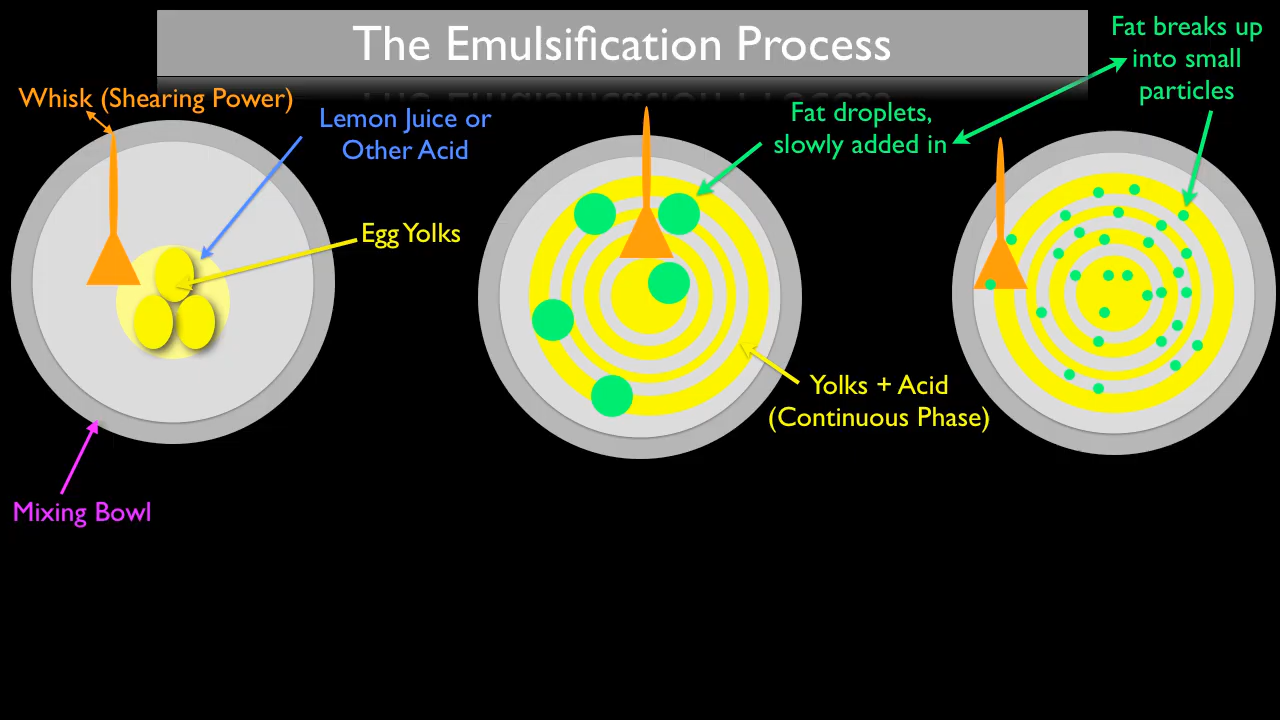 The Emulsification Process
Fat breaks up
into small
particles
Whisk (Shearing Power)
Lemon Juice or
Other Acid
Fat droplets,
slowly added in
Egg Yolks
Yolks + Acid
(Continuous Phase)
Mixing Bowl